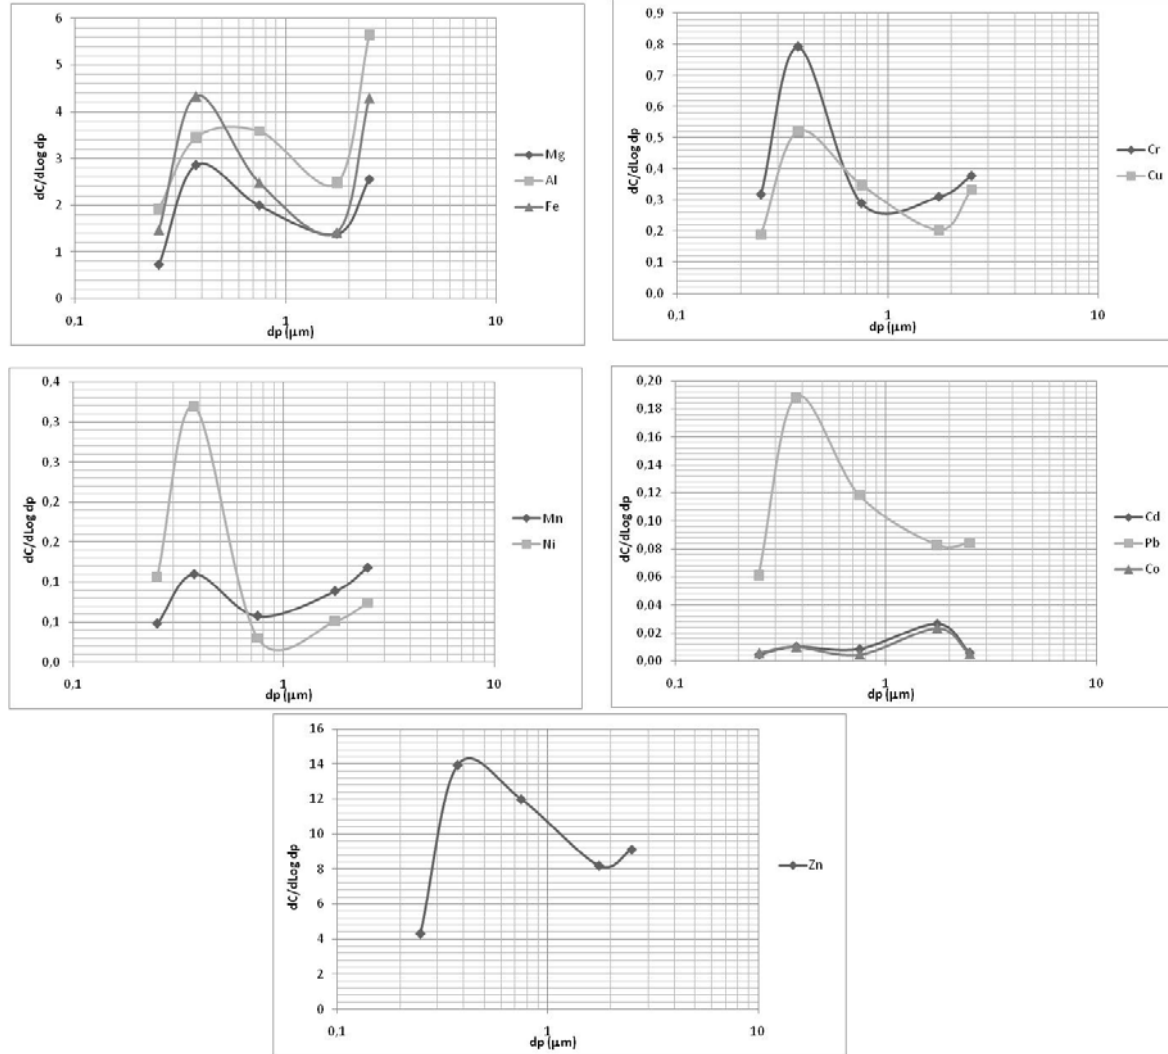 6
5
4
3
2
1
0
dC/dLog dp
0,1
1
10
dp (µm)
Mg
Al
Fe
0,9
0,8
0,7
0,6
0,5
0,4
0,3
0,2
0,1
0,0
dC/dLog dp
0,1
1
10
dp (µm)
Cr
Cu
0,4
0,3
0,3
0,2
0,2
0,1
0,1
0,0
dC/dLog dp
0,1
1
10
dp (µm)
Mn
Ni
0,20
0,18
0,16
0,14
0,12
0,10
0,08
0,06
0,04
0,02
0,00
dC/dLog dp
0,1
1
10
dp (µm)
Cd
Pb
Co
16
14
12
10
8
6
4
2
0
dC/dLog dp
0,1
1
10
dp (µm)
Zn